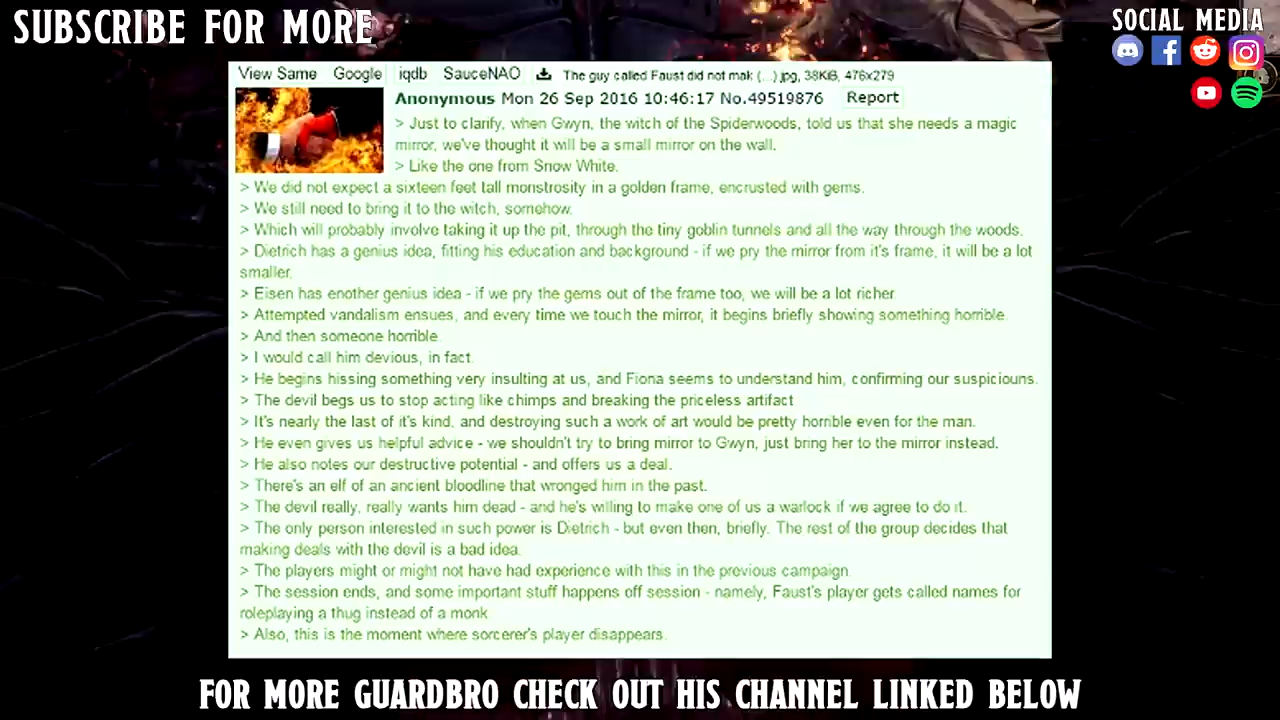 SUBSCRIBE FOR MORE
SOCIAL MEDIA
View Same Google iqdb SauceNAO The guy called Faust did not mak (...).jpg, 38KiB, 476x279
Anonymous Mon 26 Sep 2016 10:46:17 No.49519876 Report
> Just to clarify, when Gwyn, the witch of the Spiderwoods, told us that she needs a magic
mirror, we've thought it will be a small mirror on the wall.
> Like the one from Snow White.
> We did not expect a sixteen feet tall monstrosity in a golden frame, encrusted with gems.
> We still need to bring it to the witch, somehow.
> Which will probably involve taking it up the pit, through the tiny goblin tunnels and all the way through the woods.
> Dietrich has a genius idea, fitting his education and background - if we pry the mirror from it's frame, it will be a lot
smaller.
> Eisen has enother genius idea - if we pry the gems out of the frame too, we will be a lot richer
> Attempted vandalism ensues, and every time we touch the mirror, it begins briefly showing something horrible.
> And then someone horrible.
> I would call him devious, in fact.
> He begins hissing something very insulting at us, and Fiona seems to understand him, confirming our suspiciouns.
> The devil begs us to stop acting like chimps and breaking the priceless artifact
> It's nearly the last of it's kind, and destroying such a work of art would be pretty horrible even for the man.
> He even gives us helpful advice - we shouldn't try to bring mirror to Gwyn, just bring her to the mirror instead.
> He also notes our destructive potential - and offers us a deal.
> There's an elf of an ancient bloodline that wronged him in the past.
> The devil really, really wants him dead - and he's willing to make one of us a warlock if we agree to do it.
> The only person interested in such power is Dietrich - but even then, briefly. The rest of the group decides that
making deals with the devil is a bad idea.
> The players might or might not have had experience with this in the previous campaign.
> The session ends, and some important stuff happens off session - namely, Faust's player gets called names for
roleplaying a thug instead of a monk
> Also, this is the moment where sorcerer's player disappears.
FOR MORE GUARDBRO CHECK OUT HIS CHANNEL LINKED BELOW